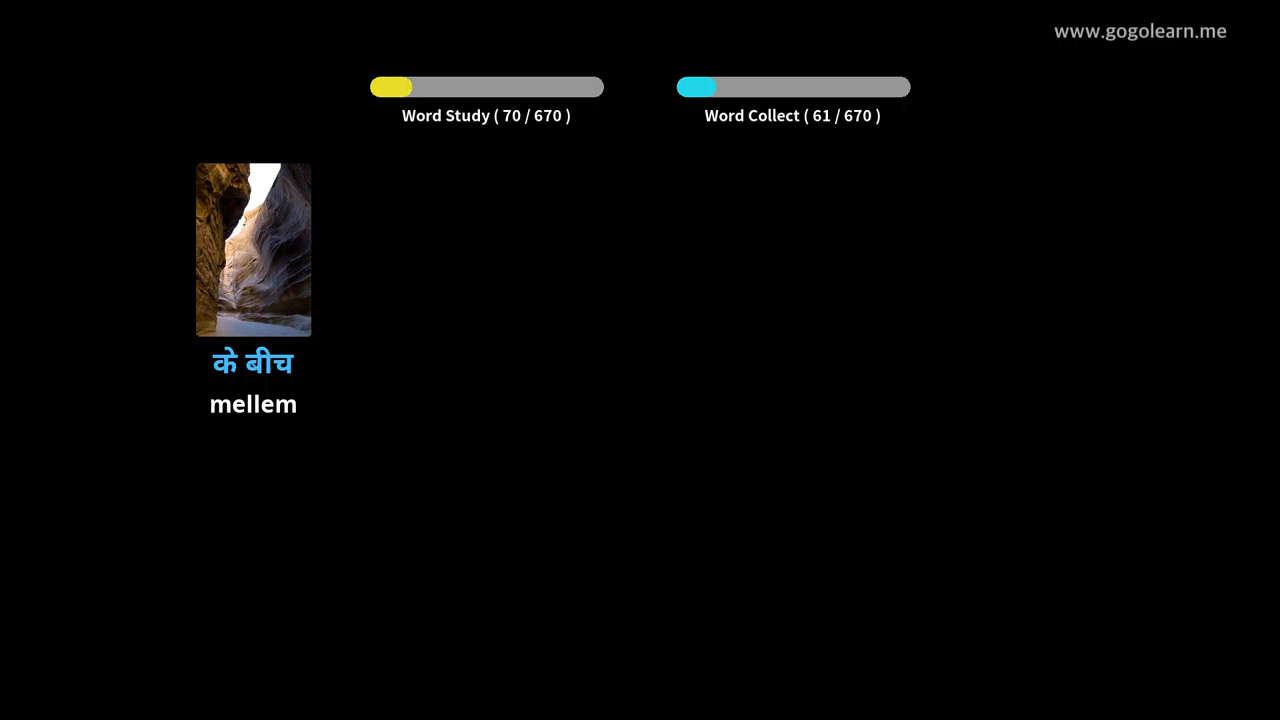 www.gogolearn.me
Word Study ( 70 / 670 )
Word Collect ( 61 / 670 )
के बीच
mellem